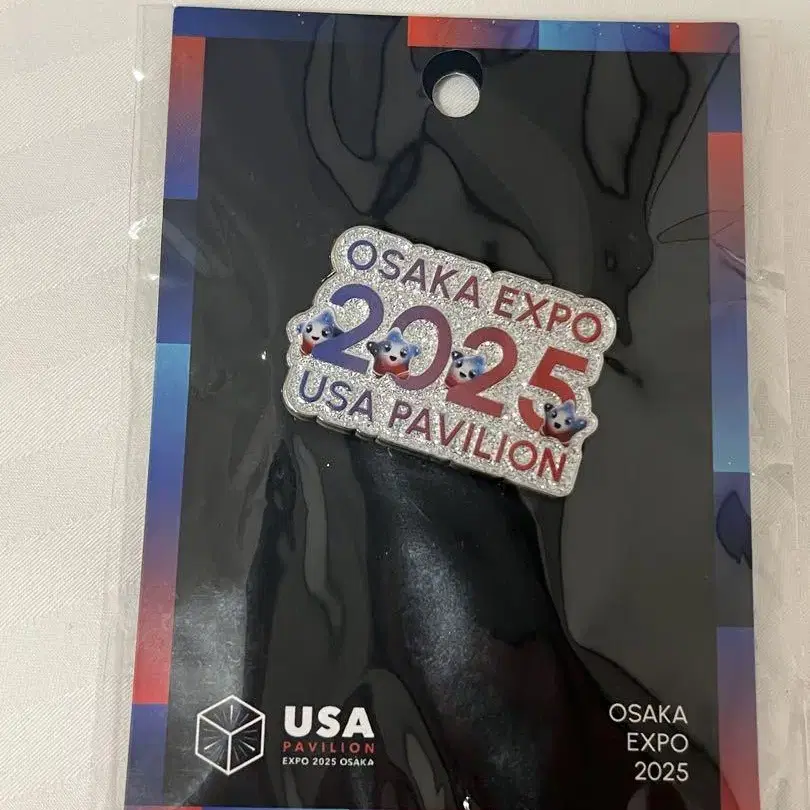 OSAKA EXPO
2025
USA PAVILION
USA
PAVILION
EXPO 2025 OSAKA
OSAKA
EXPO
2025